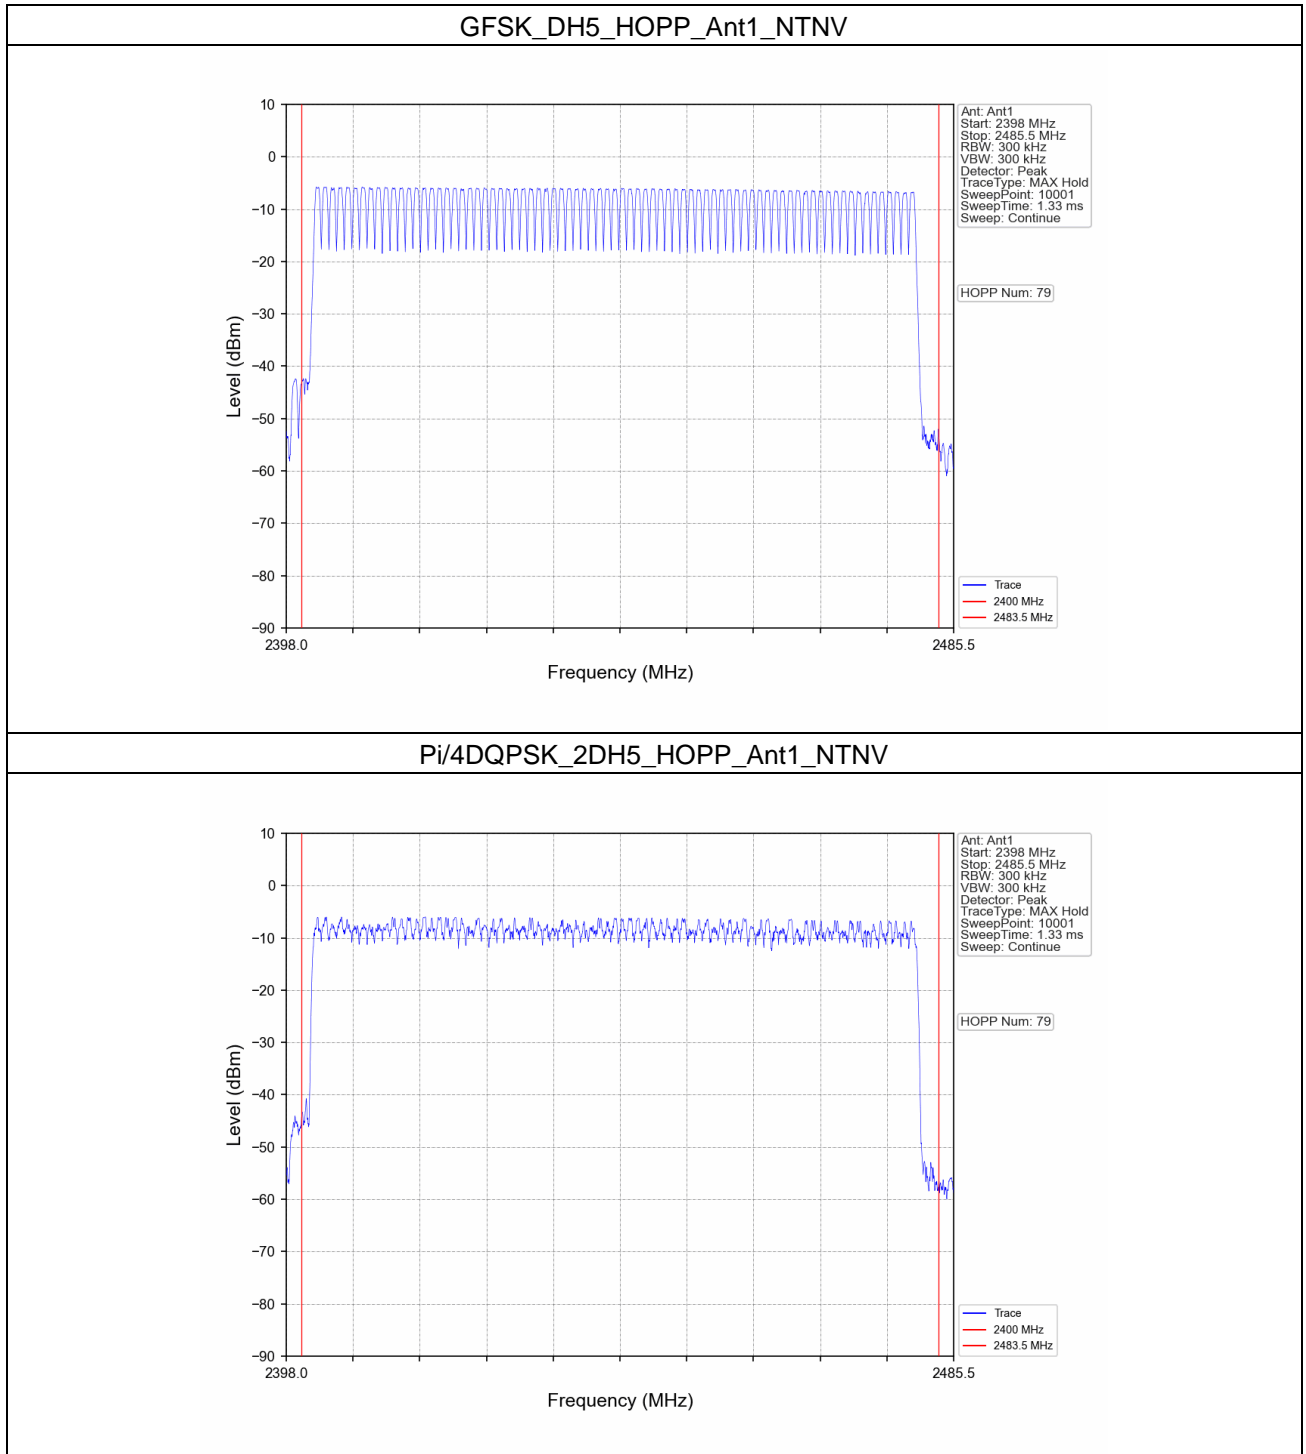 GFSK_DH5_HOPP_Ant1_NTNV
10
0
−10
−20
−30
−40
−50
−60
−70
−80
−90
Level (dBm)
2398.0
2485.5
Frequency (MHz)
Ant: Ant1
Start: 2398 MHz
Stop: 2485.5 MHz
RBW: 300 kHz
VBW: 300 kHz
Detector: Peak
TraceType: MAX Hold
SweepPoint: 10001
SweepTime: 1.33 ms
Sweep: Continue
HOPP Num: 79
Trace
2400 MHz
2483.5 MHz
Pi/4DQPSK_2DH5_HOPP_Ant1_NTNV
10
0
−10
−20
−30
−40
−50
−60
−70
−80
−90
Level (dBm)
2398.0
2485.5
Frequency (MHz)
Ant: Ant1
Start: 2398 MHz
Stop: 2485.5 MHz
RBW: 300 kHz
VBW: 300 kHz
Detector: Peak
TraceType: MAX Hold
SweepPoint: 10001
SweepTime: 1.33 ms
Sweep: Continue
HOPP Num: 79
Trace
2400 MHz
2483.5 MHz